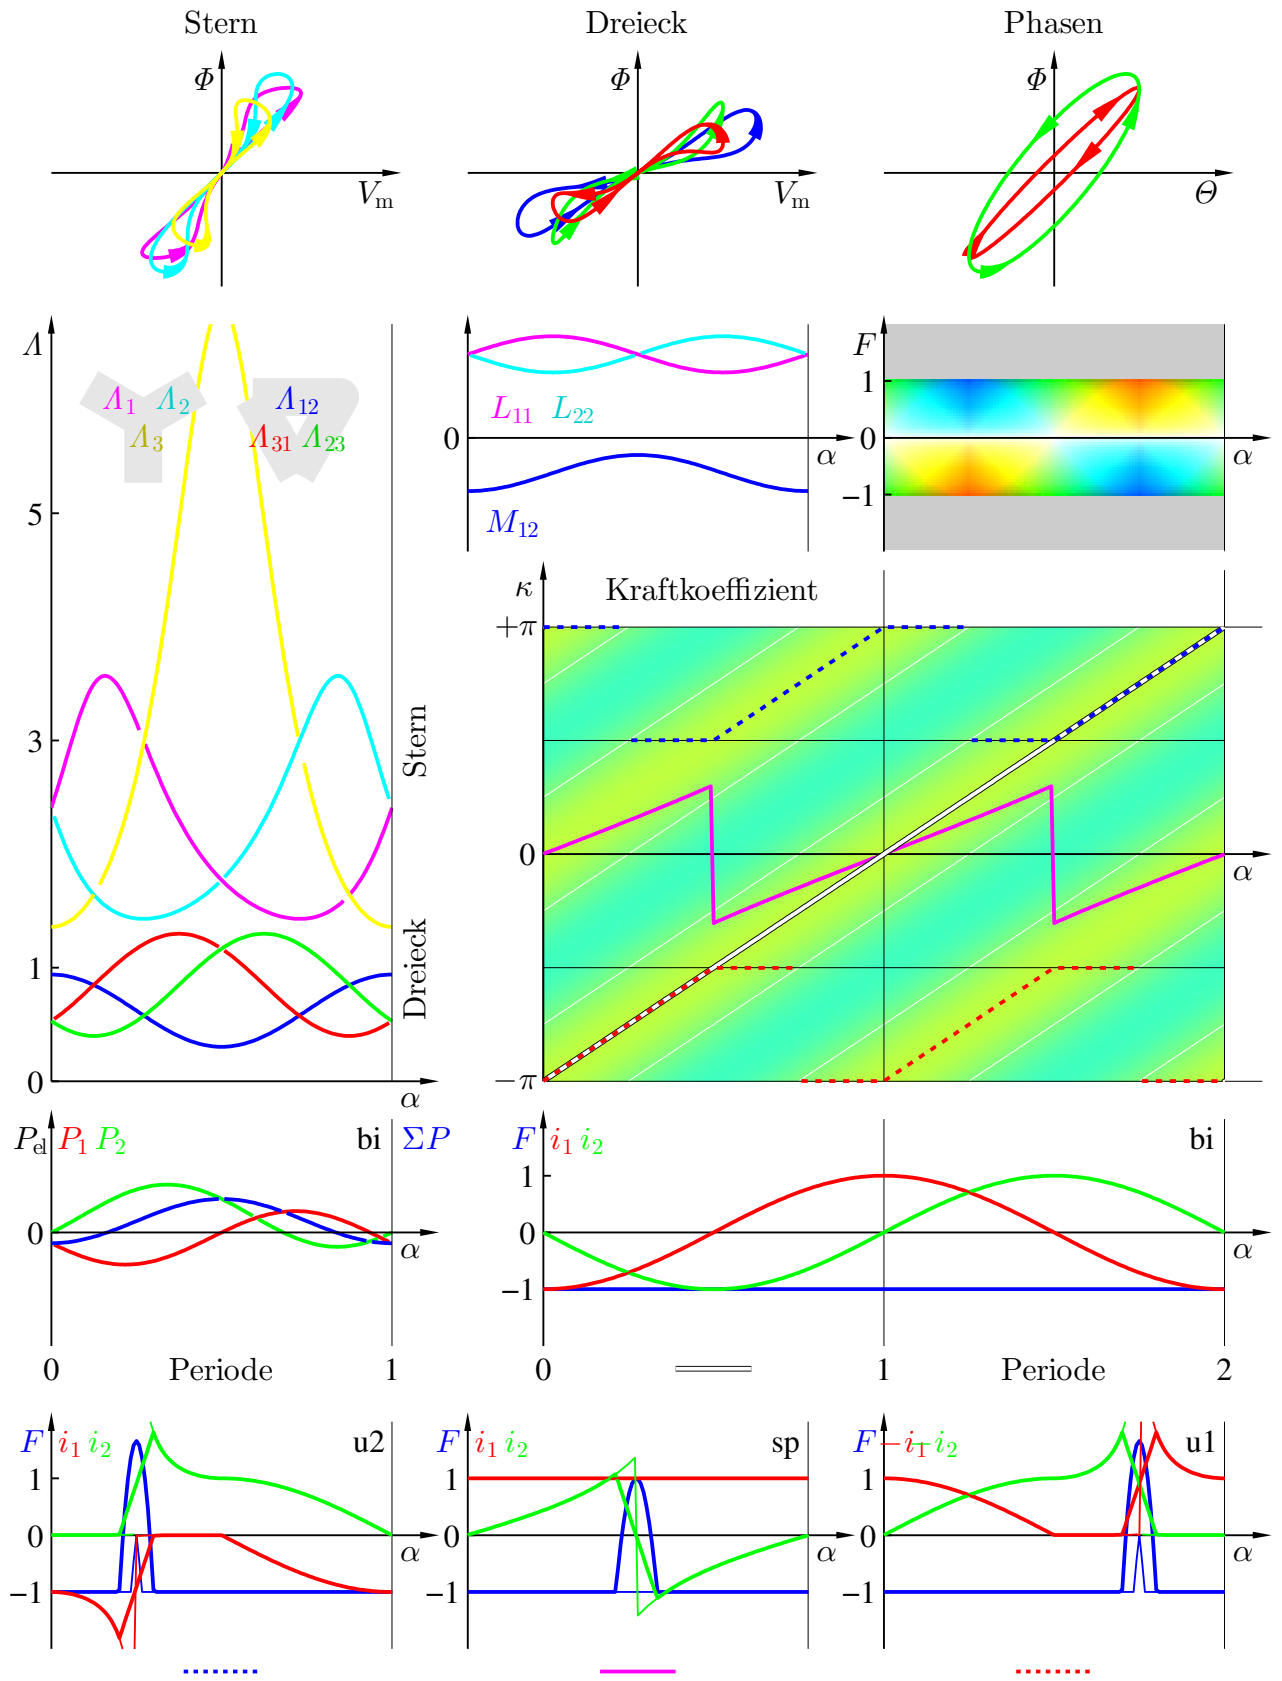 Stern Dreieck Phasen
Φ Φ Φ
Vm Vm Θ
Λ F
1
Λ1 Λ2 Λ12
L11 L22
Λ3 Λ31 Λ23
0 α 0 α
−1
5
M12
κ Kraftkoeffizient
+π
3
Stern
0 α
1
Dreieck
0 α −π
Pel P1 P2 bi ΣP F i1 i2 bi
1
0 α 0 α
−1
0 Periode 1 0 1 Periode 2
F i1 i2 u2 F i1 i2 sp F −i1 −i2 u1
1 1 1
0 α 0 α 0 α
−1 −1 −1